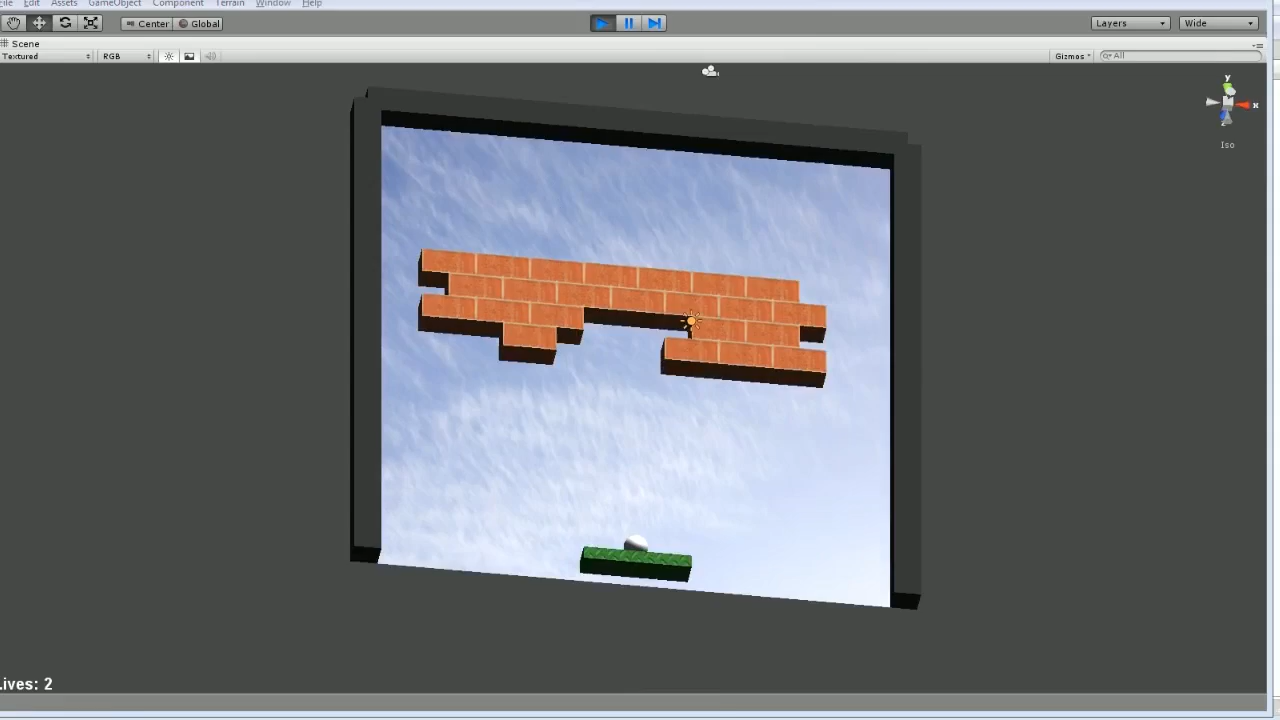 File Edit Assets GameObject Component Terrain Window Help
Center Global Layers Wide
Scene
Textured RGB Gizmos All
y
x
z
Iso
Lives: 2